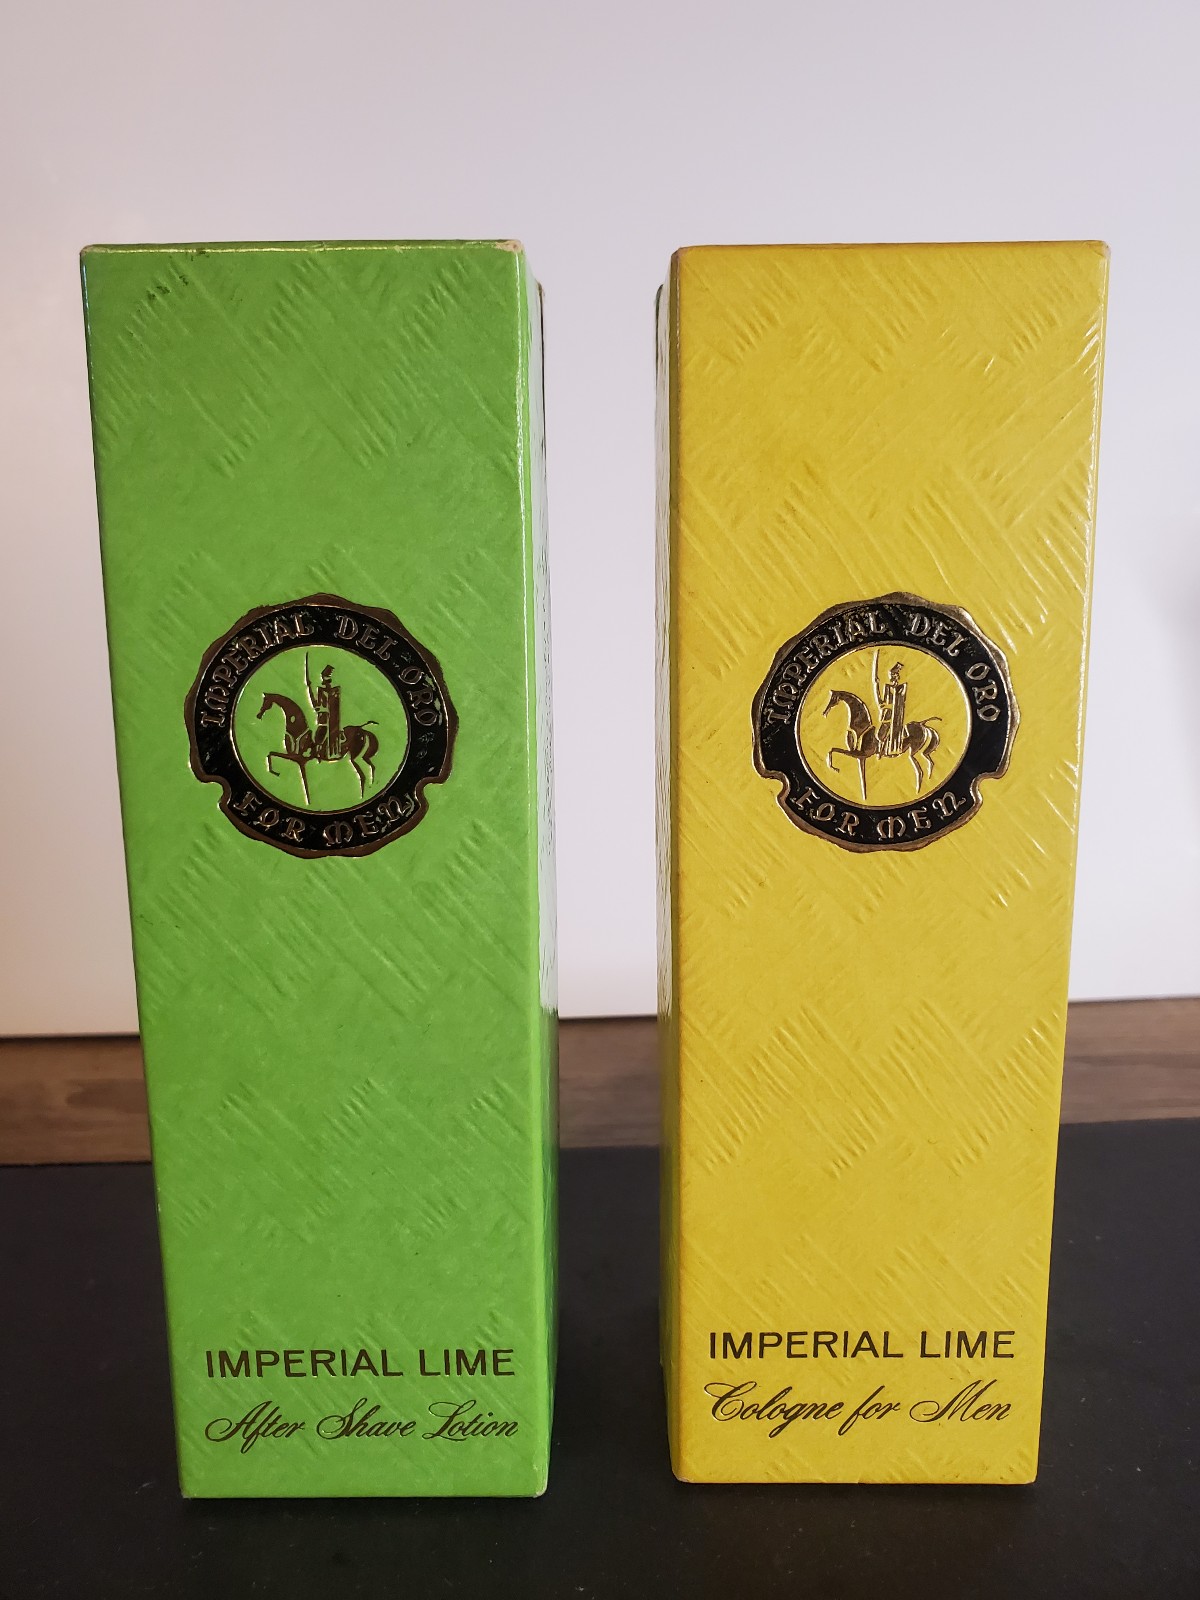 IMPERIAL DEL ORO
FOR MEN
IMPERIAL LIME
After Shave Lotion
IMPERIAL DEL ORO
FOR MEN
IMPERIAL LIME
Cologne for Men